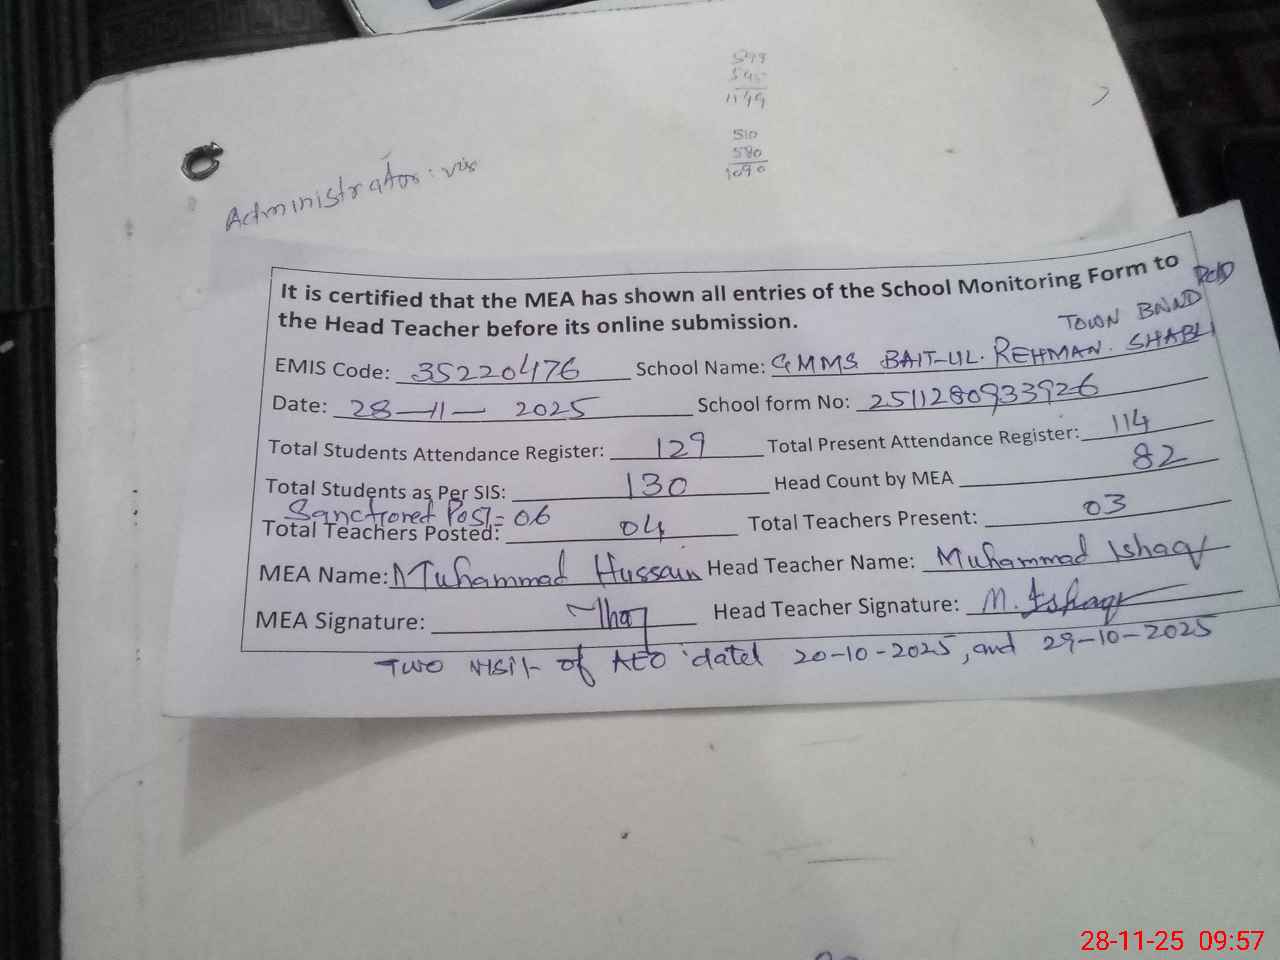 599
545
1149
510
580
1090
Administrator: vis
It is certified that the MEA has shown all entries of the School Monitoring Form to
the Head Teacher before its online submission.
EMIS Code: 35220476 School Name: GMMS BAIT-UL. REHMAN. SHABLI TOWN BNND ROAD
Date: 28-11-2025 School form No: 2511280933926
Total Students Attendance Register: 129 Total Present Attendance Register: 114
Total Students as Per SIS: 130 Head Count by MEA 82
Sanctioned Post = 06
Total Teachers Posted: 04 Total Teachers Present: 03
MEA Name: Muhammad Hussain Head Teacher Name: Muhammad Ishaq
MEA Signature: Head Teacher Signature: M. Ishaq
Two visit of AEO dated 20-10-2025, and 29-10-2025
28-11-25 09:57